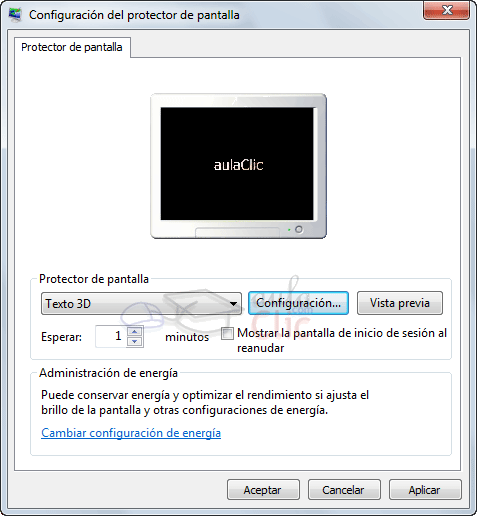 Configuración del protector de pantalla
Protector de pantalla
aulaClic
Protector de pantalla
Texto 3D
Configuración...
Vista previa
Esperar: 1 minutos
Mostrar la pantalla de inicio de sesión al
reanudar
aula
Clic
Administración de energía
Puede conservar energía y optimizar el rendimiento si ajusta el
brillo de la pantalla y otras configuraciones de energía.
Cambiar configuración de energía
Aceptar
Cancelar
Aplicar